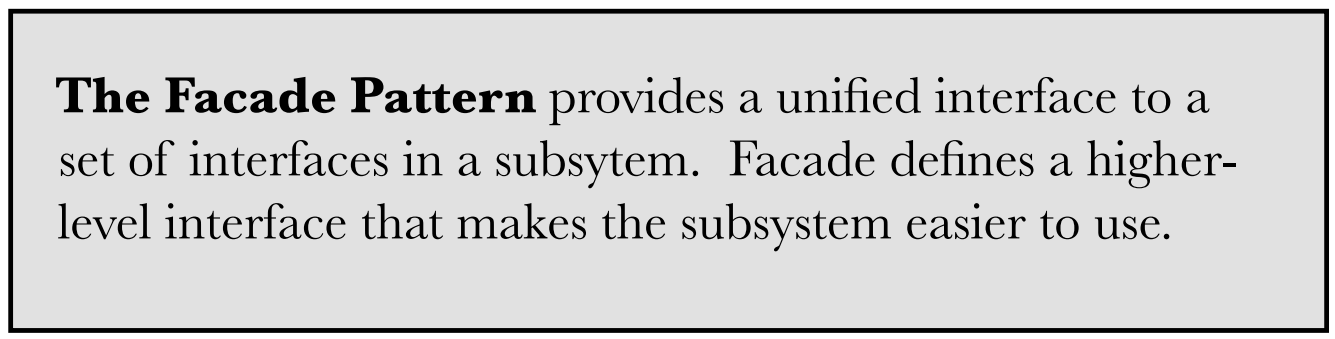 The Facade Pattern provides a unified interface to a
set of interfaces in a subsytem.  Facade defines a higher-
level interface that makes the subsystem easier to use.